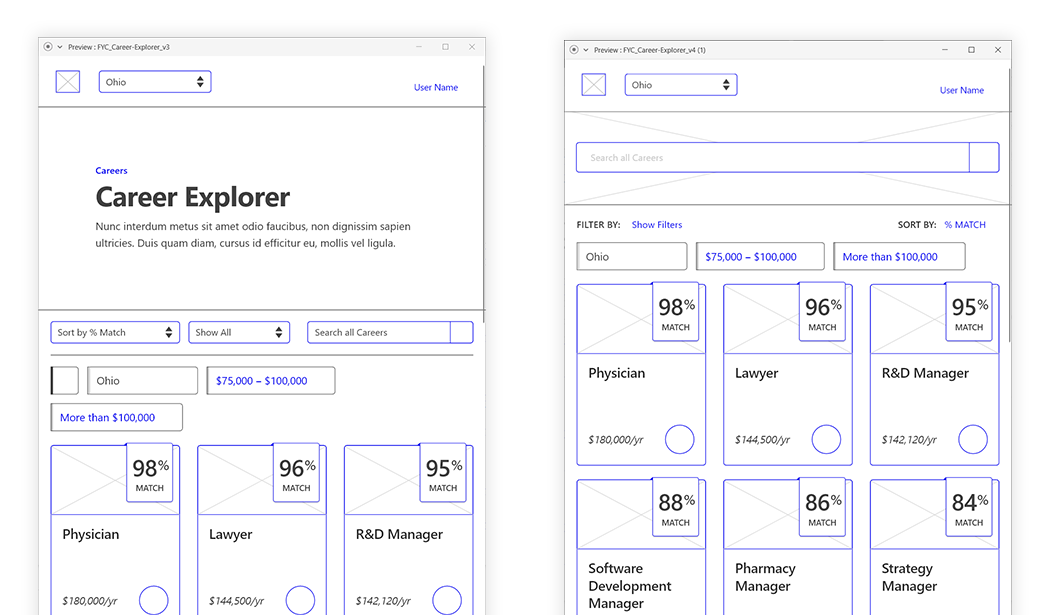 Preview : FYC_Career-Explorer_v3
Ohio
User Name
Careers
Career Explorer
Nunc interdum metus sit amet odio faucibus, non dignissim sapien
ultricies. Duis quam diam, cursus id efficitur eu, mollis vel ligula.
Sort by % Match
Show All
Search all Careers
Ohio
$75,000 – $100,000
More than $100,000
98%
MATCH
96%
MATCH
95%
MATCH
Physician
Lawyer
R&D Manager
$180,000/yr
$144,500/yr
$142,120/yr
Preview : FYC_Career-Explorer_v4 (1)
Ohio
User Name
Search all Careers
FILTER BY:
Show Filters
SORT BY:
% MATCH
Ohio
$75,000 – $100,000
More than $100,000
98%
MATCH
96%
MATCH
95%
MATCH
Physician
Lawyer
R&D Manager
$180,000/yr
$144,500/yr
$142,120/yr
88%
MATCH
86%
MATCH
84%
MATCH
Software
Development
Manager
Pharmacy
Manager
Strategy
Manager